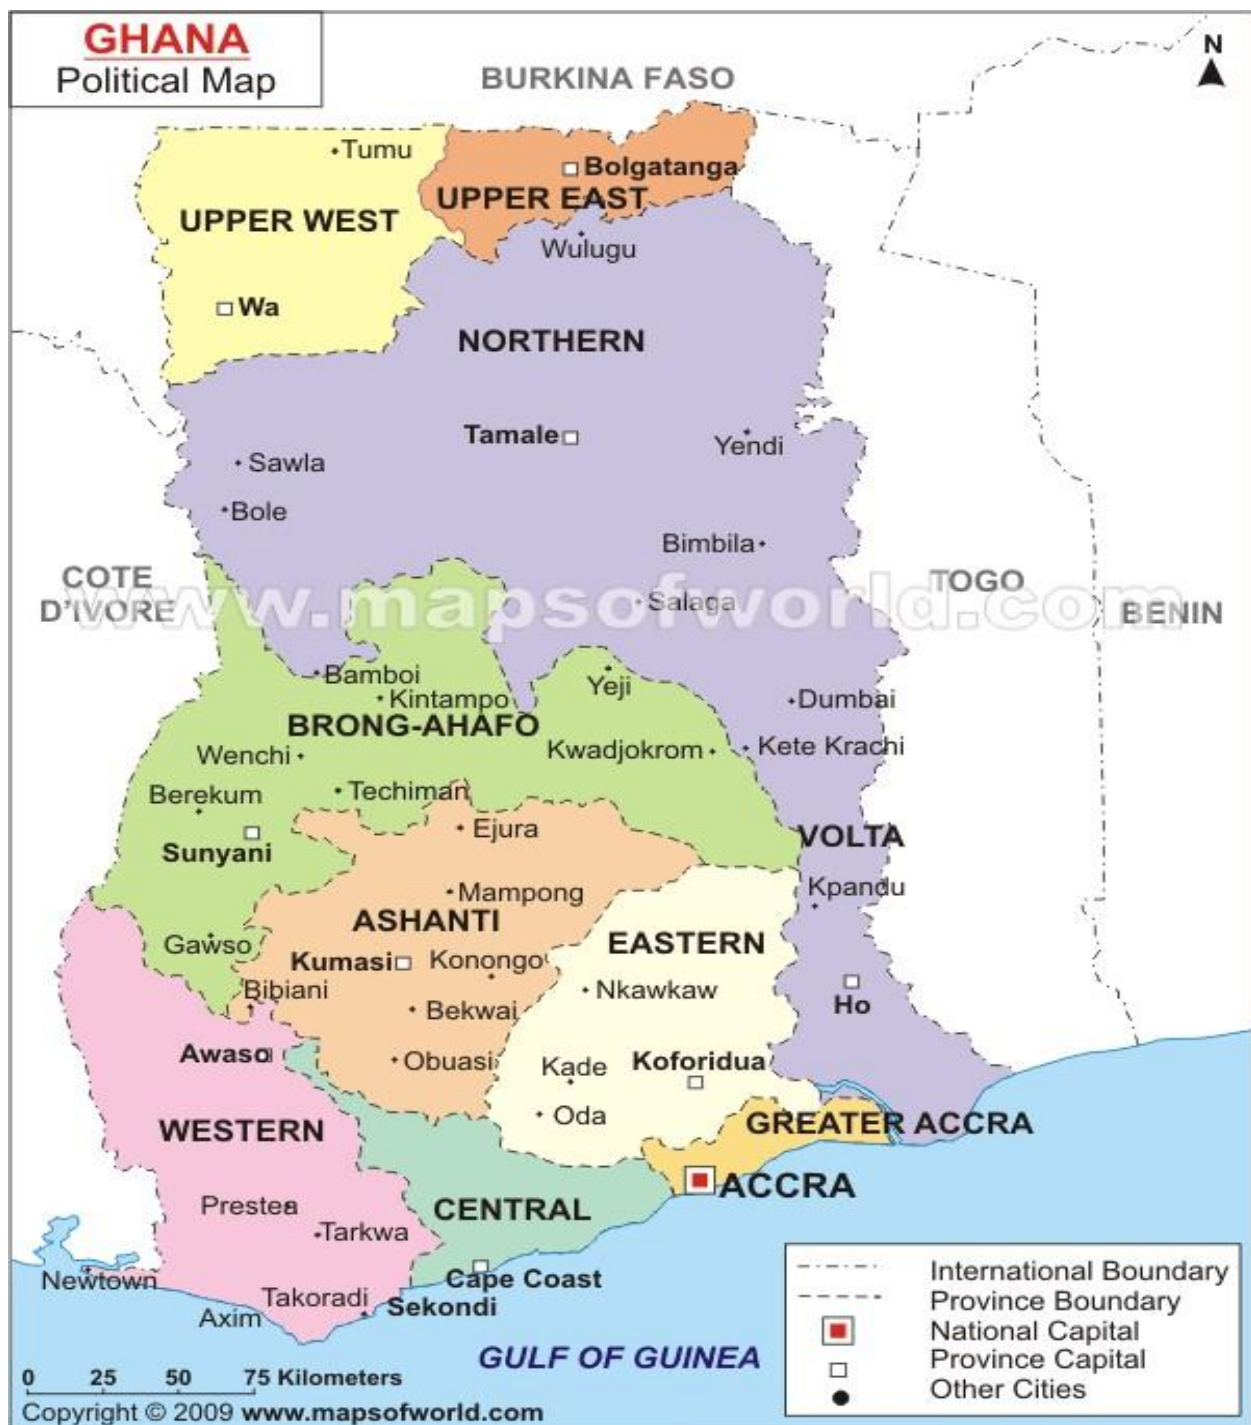 GHANA
Political Map
N
BURKINA FASO
Tumu
Bolgatanga
UPPER EAST
UPPER WEST
Wulugu
Wa
NORTHERN
Tamale
Yendi
Sawla
Bole
Bimbila
COTE
D'IVORE
TOGO
BENIN
www.mapsofworld.com
Salaga
Bamboi
Yeji
Kintampo
Dumbai
BRONG-AHAFO
Wenchi
Kwadjokrom
Kete Krachi
Berekum
Techiman
Ejura
VOLTA
Sunyani
Kpandu
Mampong
ASHANTI
Gawso
EASTERN
Kumasi
Konongo
Bibiani
Nkawkaw
Ho
Bekwai
Awaso
Obuasi
Kade
Koforidua
Oda
GREATER ACCRA
WESTERN
ACCRA
Prestea
CENTRAL
Tarkwa
Newtown
Cape Coast
Takoradi
Sekondi
Axim
GULF OF GUINEA
International Boundary
Province Boundary
National Capital
Province Capital
Other Cities
0 25 50 75 Kilometers
Copyright © 2009 www.mapsofworld.com